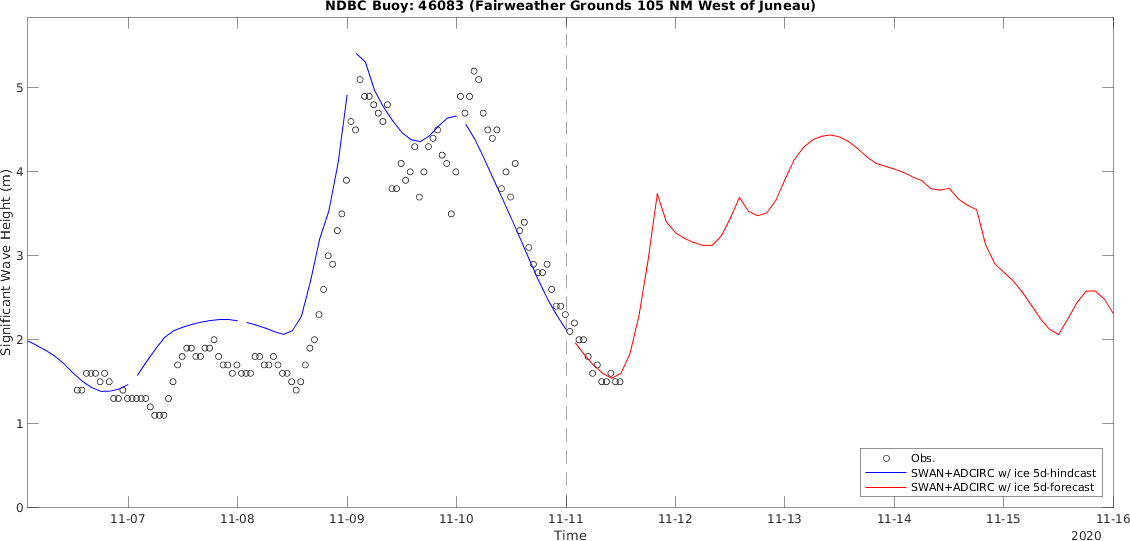 NDBC Buoy: 46083 (Fairweather Grounds 105 NM West of Juneau)
Significant Wave Height (m)
5
4
3
2
1
0
Obs.
SWAN+ADCIRC w/ ice 5d-hindcast
SWAN+ADCIRC w/ ice 5d-forecast
11-07 11-08 11-09 11-10 11-11 11-12 11-13 11-14 11-15 11-16
Time
2020